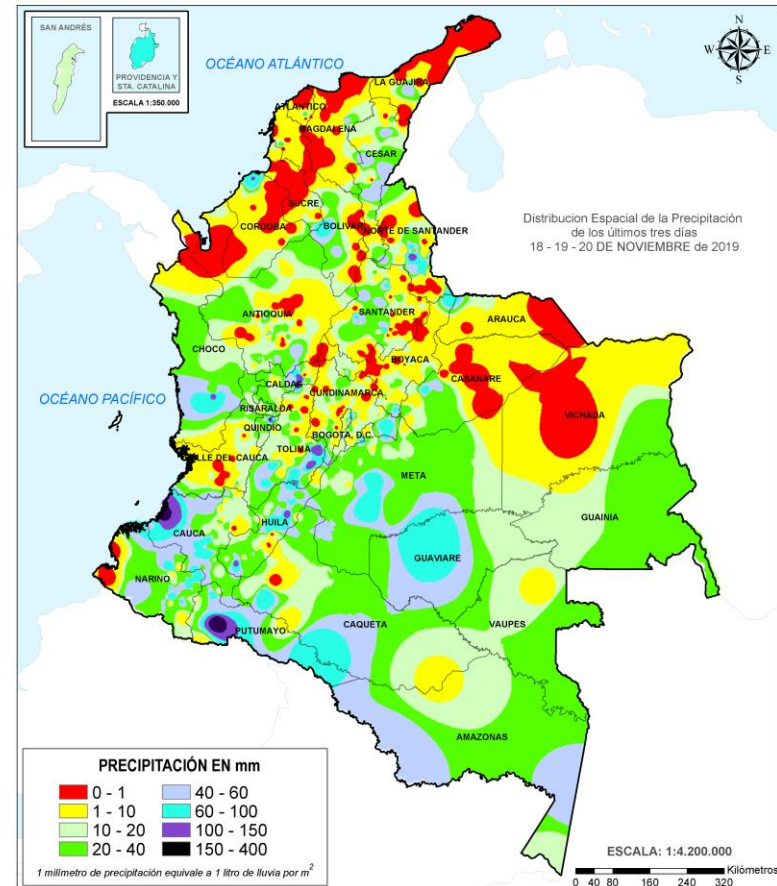 SAN ANDRÉS
PROVIDENCIA Y
STA. CATALINA
ESCALA 1:350.000
OCÉANO ATLÁNTICO
N
W
E
S
LA GUAJIRA
ATLANTICO
MAGDALENA
CESAR
SUCRE
CORDOBA
BOLIVAR
NORTE DE SANTANDER
Distribucion Espacial de la Precipitación
de los últimos tres días
18 - 19 - 20 DE NOVIEMBRE de 2019
ANTIOQUIA
SANTANDER
ARAUCA
CHOCO
BOYACA
CASANARE
OCÉANO PACÍFICO
CALDAS
CUNDINAMARCA
VICHADA
RISARALDA
QUINDIO
BOGOTA, D.C.
TOLIMA
VALLE DEL CAUCA
META
GUAINIA
CAUCA
HUILA
GUAVIARE
NARINO
PUTUMAYO
CAQUETA
VAUPES
AMAZONAS
PRECIPITACIÓN EN mm
0 - 1
1 - 10
10 - 20
20 - 40
40 - 60
60 - 100
100 - 150
150 - 400
1 milímetro de precipitación equivale a 1 litro de lluvia por m²
ESCALA: 1:4.200.000
Kilómetros
0 40 80 160 240 320